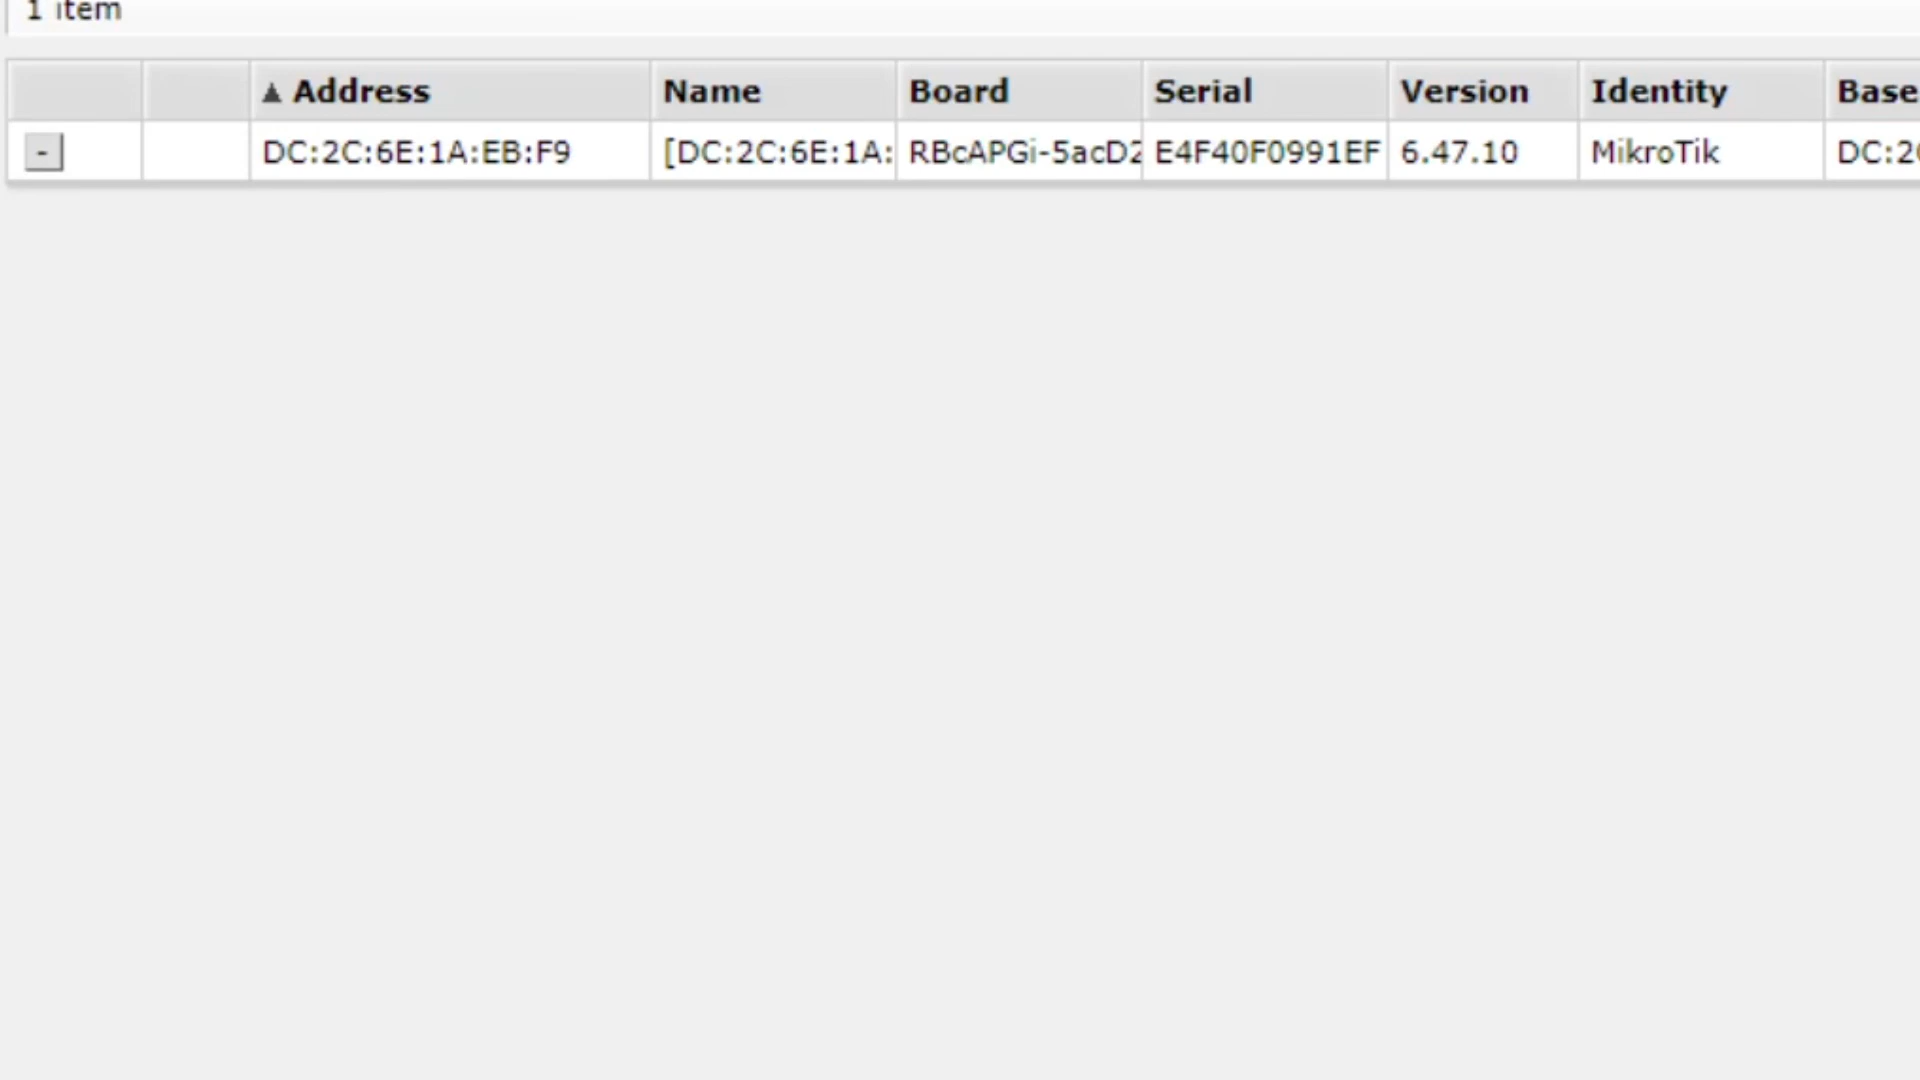 1 item
▲ Address Name Board Serial Version Identity Base
- DC:2C:6E:1A:EB:F9 [DC:2C:6E:1A: RBcAPGi-5acD2 E4F40F0991EF 6.47.10 MikroTik DC:2